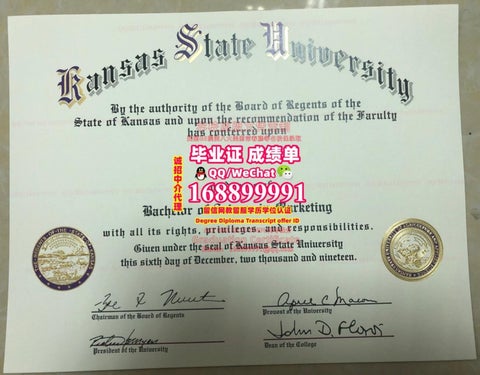 Kansas State University
By the authority of the Board of Regents of the
State of Kansas and upon the recommendation of the Faculty
has conferred upon
毕业证 成绩单
QQ/WeChat
168899991
诚招中介代理
Degree Diploma Transcript offer ID
Bachelor of Marketing
with all its rights, privileges, and responsibilities.
Given under the seal of Kansas State University
this sixth day of December, two thousand and nineteen.
Chairman of the Board of Regents
Provost of the University
President of the University
John D. Floros
Dean of the College